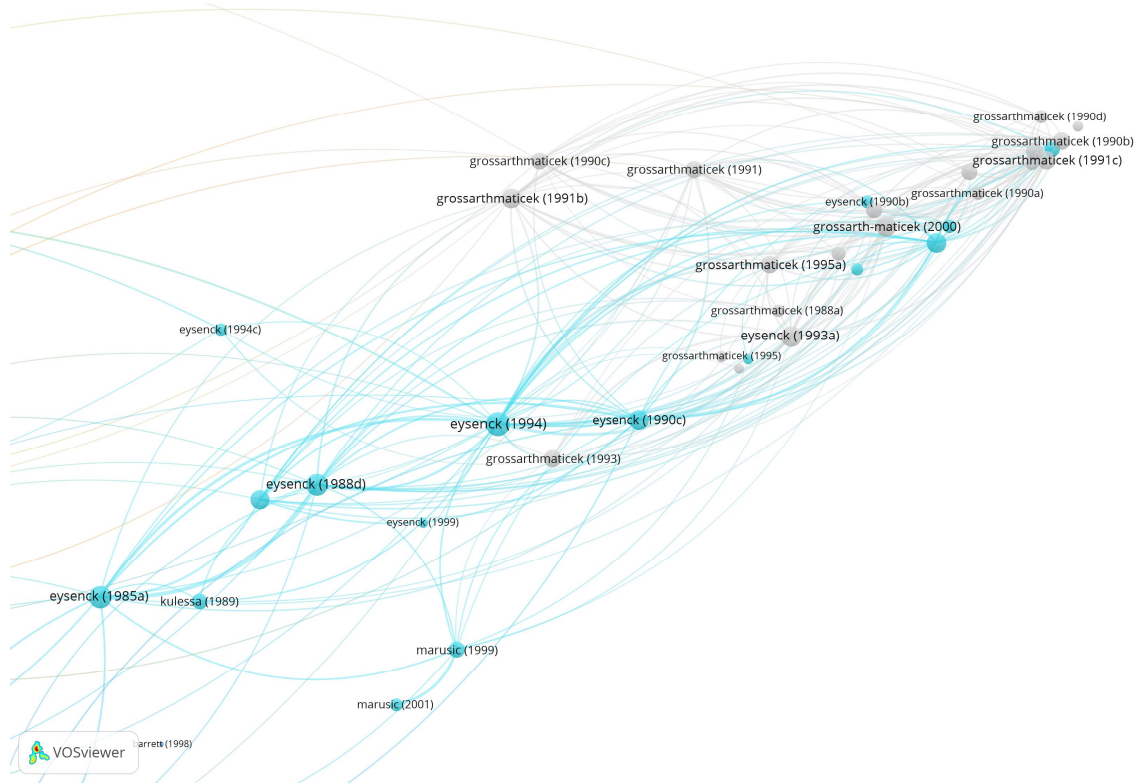 grossarthmaticek (1990d)
grossarthmaticek (1990b)
grossarthmaticek (1991c)
grossarthmaticek (1990c)
grossarthmaticek (1991)
grossarthmaticek (1991b)
grossarthmaticek (1990a)
eysenck (1990b)
grossarth-maticek (2000)
grossarthmaticek (1995a)
grossarthmaticek (1988a)
eysenck (1994c)
eysenck (1993a)
grossarthmaticek (1995)
eysenck (1994)
eysenck (1990c)
grossarthmaticek (1993)
eysenck (1988d)
eysenck (1999)
eysenck (1985a)
kulessa (1989)
marusic (1999)
marusic (2001)
barrett (1998)
VOSviewer